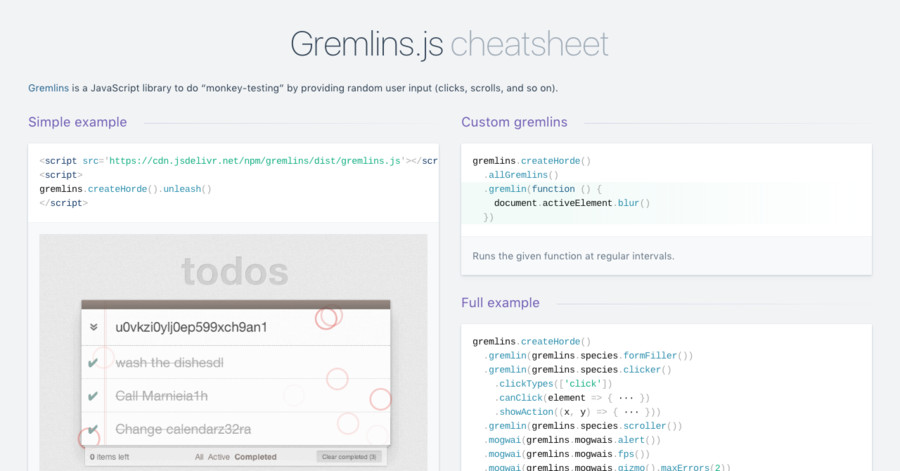 Gremlins.js cheatsheet
Gremlins is a JavaScript library to do “monkey-testing” by providing random user input (clicks, scrolls, and so on).
Simple example
<script src='https://cdn.jsdelivr.net/npm/gremlins/dist/gremlins.js'></scr
<script>
gremlins.createHorde().unleash()
</script>
todos
u0vkzi0ylj0ep599xch9an1
wash the dishesdl
Call Marnieia1h
Change calendarz32ra
0 items left All Active Completed Clear completed (3)
Custom gremlins
gremlins.createHorde()
.allGremlins()
.gremlin(function () {
document.activeElement.blur()
})
Runs the given function at regular intervals.
Full example
gremlins.createHorde()
.gremlin(gremlins.species.formFiller())
.gremlin(gremlins.species.clicker()
.clickTypes(['click'])
.canClick(element => { ··· })
.showAction((x, y) => { ··· }))
.gremlin(gremlins.species.scroller())
.mogwai(gremlins.mogwais.alert())
.mogwai(gremlins.mogwais.fps())
.mogwai(gremlins.mogwais.gizmo().maxErrors(2))